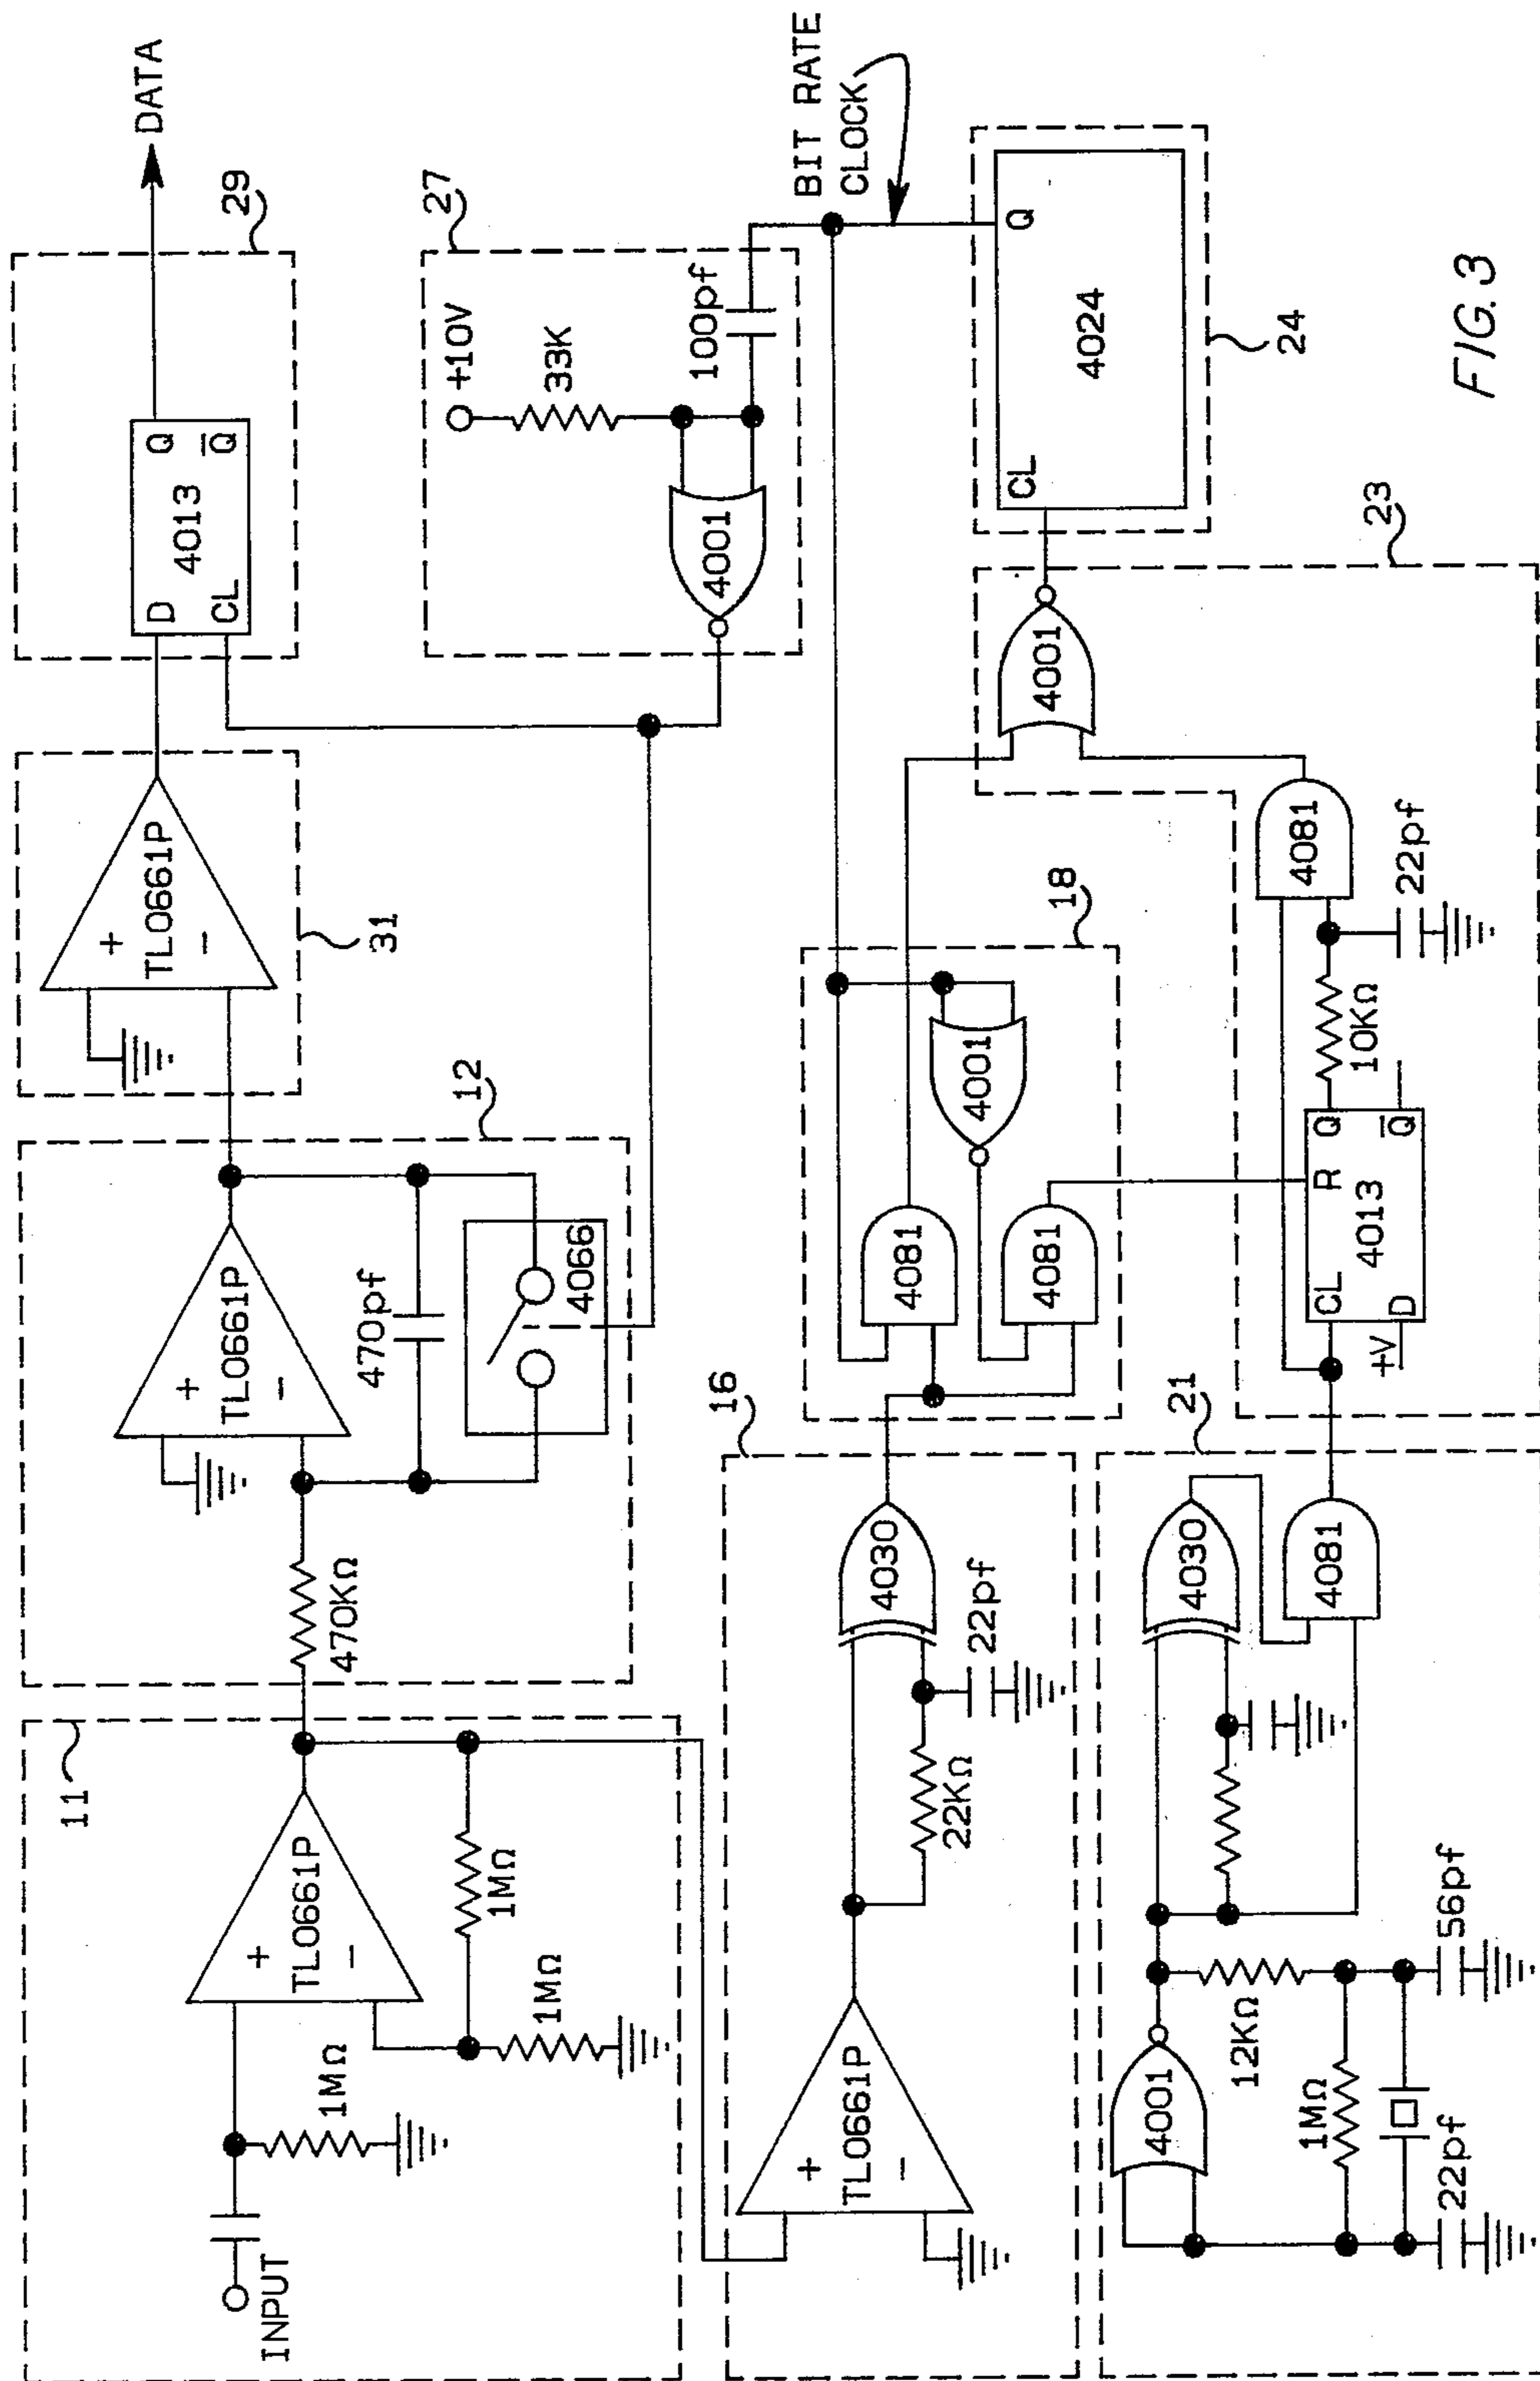 11
INPUT
1MΩ
TL0661P
+
−
1MΩ
1MΩ
12
470KΩ
TL0661P
+
−
470pf
4066
31
TL0661P
+
−
29
D
CL
4013
Q
Q
DATA
27
+10V
33K
100pf
4001
BIT RATE
CLOCK
16
TL0661P
+
−
22KΩ
22pf
4030
18
4081
4081
4001
21
4001
12KΩ
1MΩ
22pf
56pf
4030
4081
23
CL
D
+V
4013
R
Q
Q
10KΩ
22pf
4081
4001
24
CL
4024
Q
FIG. 3